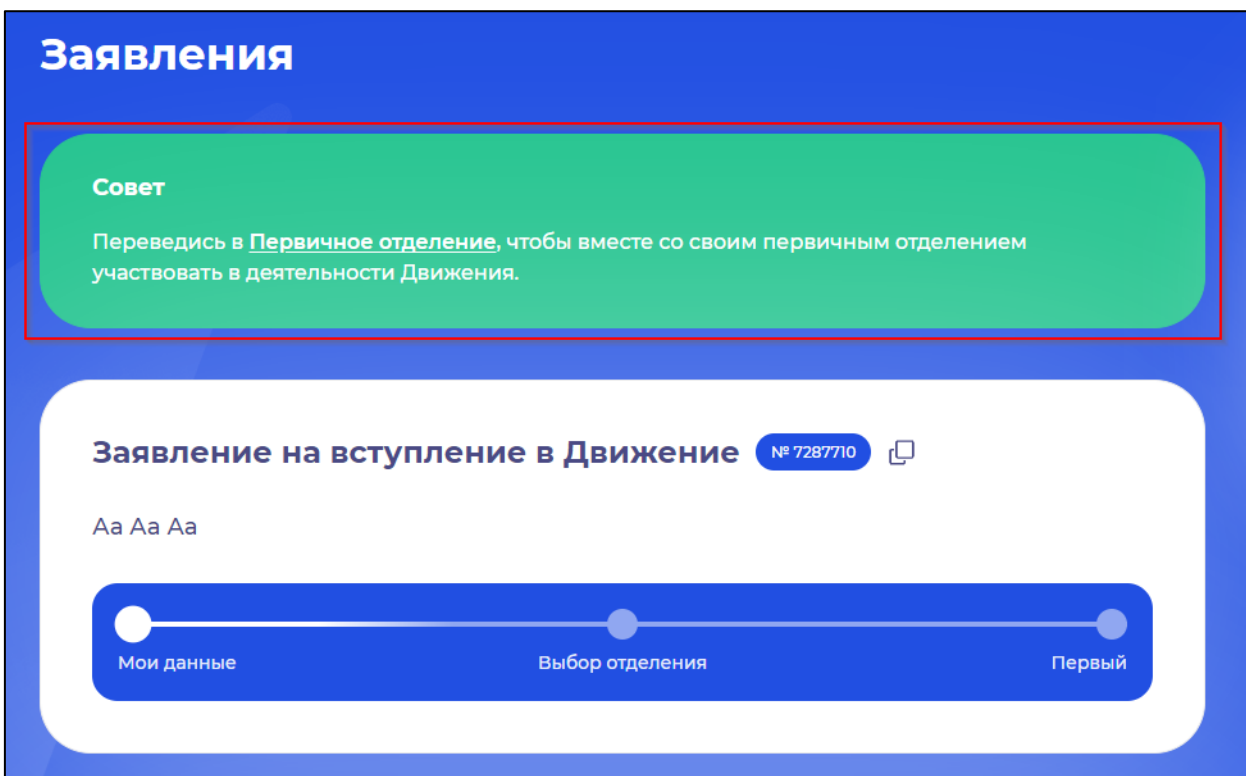 Заявления
Совет
Переведись в Первичное отделение, чтобы вместе со своим первичным отделением
участвовать в деятельности Движения.
Заявление на вступление в Движение № 7287710
Аа Аа Аа
Мои данные Выбор отделения Первый